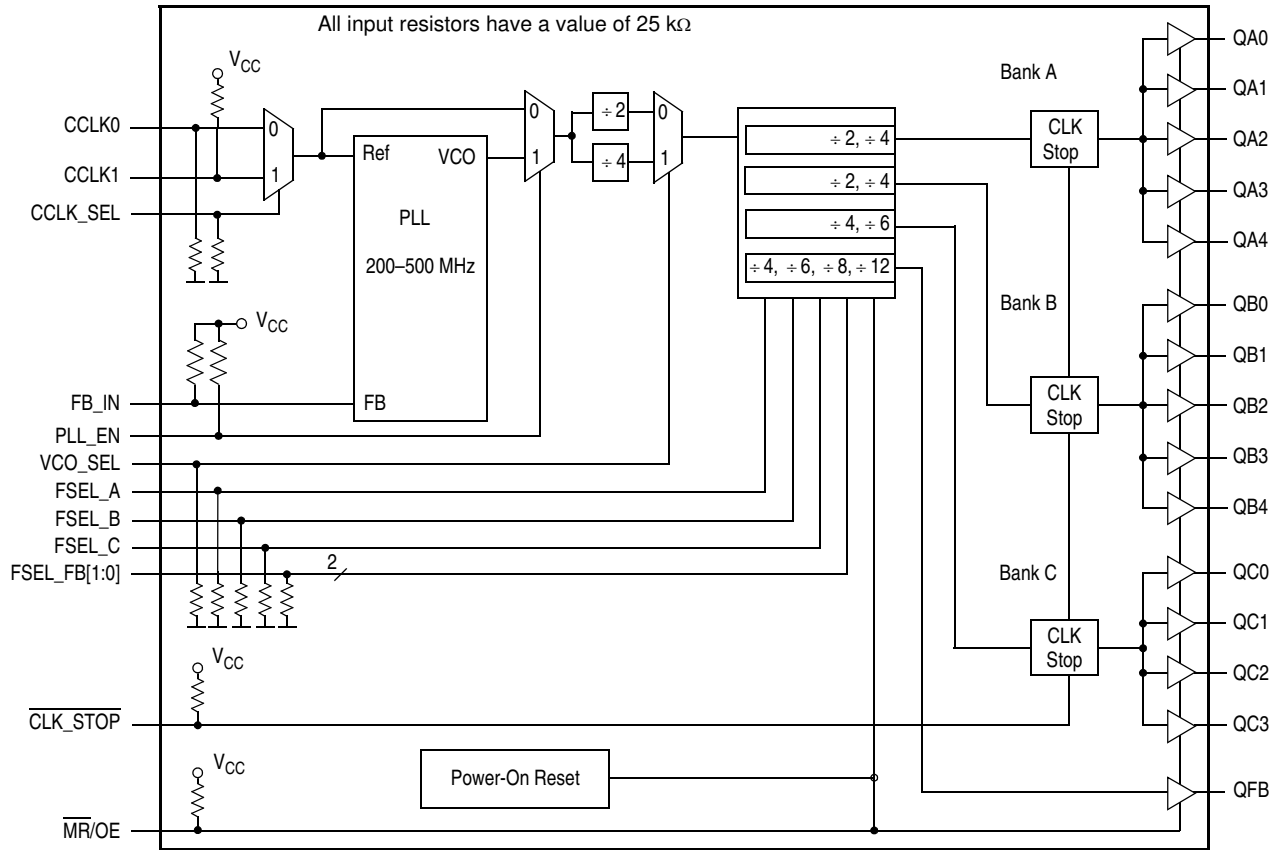 All input resistors have a value of 25 kΩ
VCC
CCLK0
CCLK1
CCLK_SEL
0
1
Ref
VCO
PLL
200–500 MHz
FB
0
1
÷ 2
÷ 4
0
1
÷ 2, ÷ 4
÷ 2, ÷ 4
÷ 4, ÷ 6
÷ 4, ÷ 6, ÷ 8, ÷ 12
Bank A
CLK
Stop
QA0
QA1
QA2
QA3
QA4
VCC
FB_IN
PLL_EN
VCO_SEL
FSEL_A
FSEL_B
FSEL_C
FSEL_FB[1:0]
2
Bank B
CLK
Stop
QB0
QB1
QB2
QB3
QB4
Bank C
CLK
Stop
QC0
QC1
QC2
QC3
VCC
CLK_STOP
VCC
MR/OE
Power-On Reset
QFB